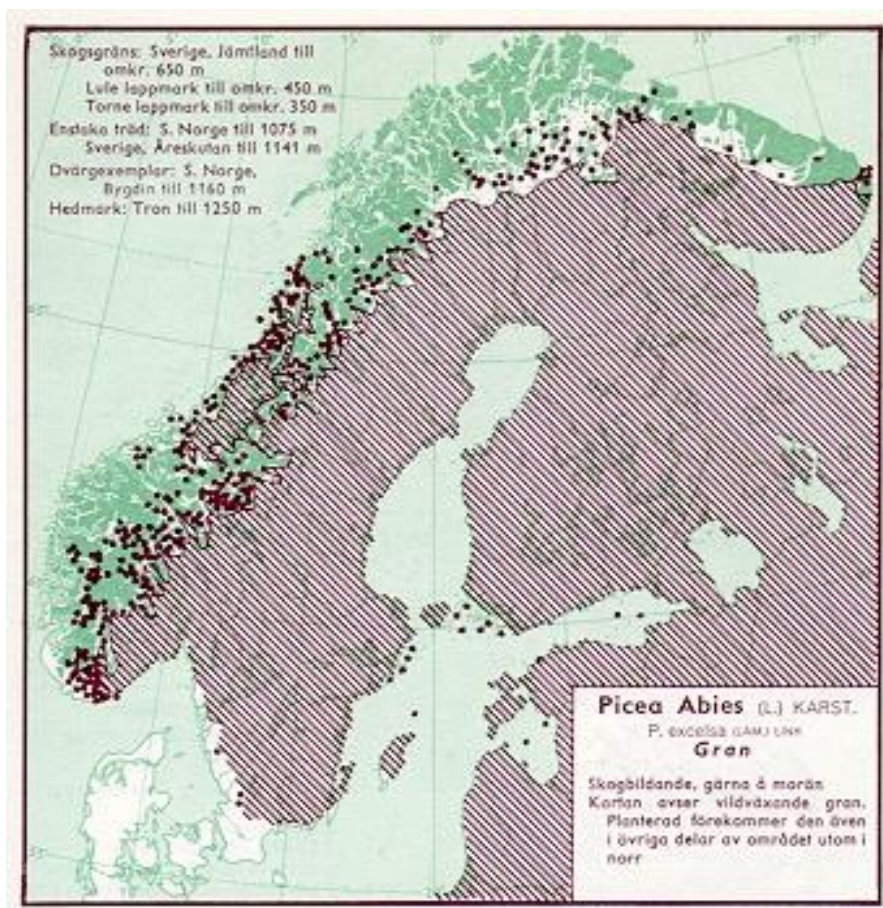 Skogsgräns: Sverige, Jämtland till
omkr. 650 m
Lule lappmark till omkr. 450 m
Torne lappmark till omkr. 350 m
Enstaka träd: S. Norge till 1075 m
Sverige, Åreskutan till 1141 m
Dvärgexemplar: S. Norge,
Bygdin till 1160 m
Hedmark: Tron till 1250 m
Picea Abies (L.) KARST.
P. excelsa (LAM.) LINK
Gran
Skogbildande, gärna å morän
Kartan avser vildväxande gran.
Planterad förekommer den även
i övriga delar av området utom i
norr